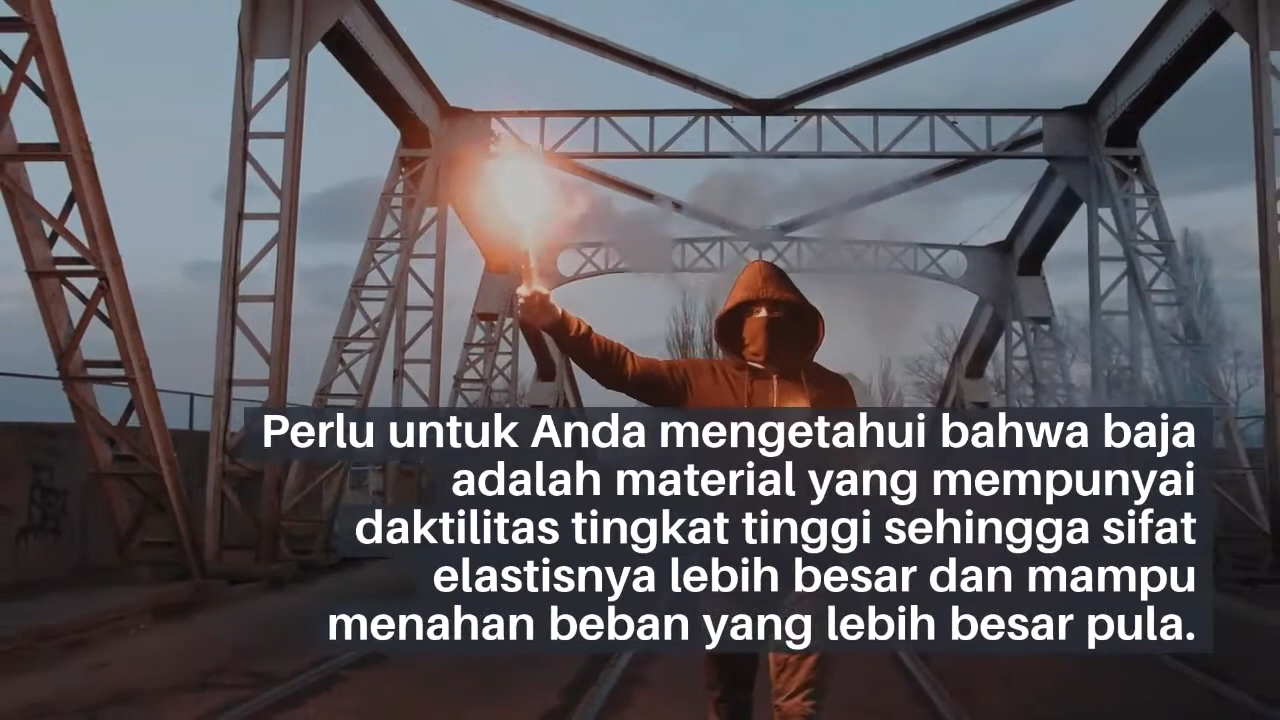 Perlu untuk Anda mengetahui bahwa baja
adalah material yang mempunyai
daktilitas tingkat tinggi sehingga sifat
elastisnya lebih besar dan mampu
menahan beban yang lebih besar pula.